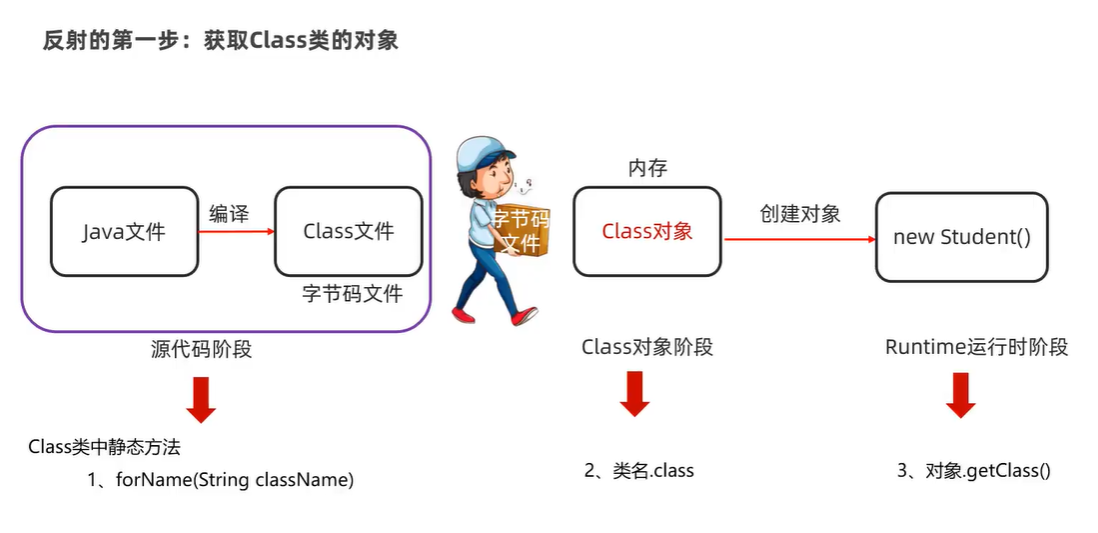 反射的第一步：获取Class类的对象
Java文件
编译
Class文件
字节码文件
源代码阶段
字节码
文件
内存
Class对象
创建对象
new Student()
Class对象阶段
Runtime运行时阶段
Class类中静态方法
1、forName(String className)
2、类名.class
3、对象.getClass()